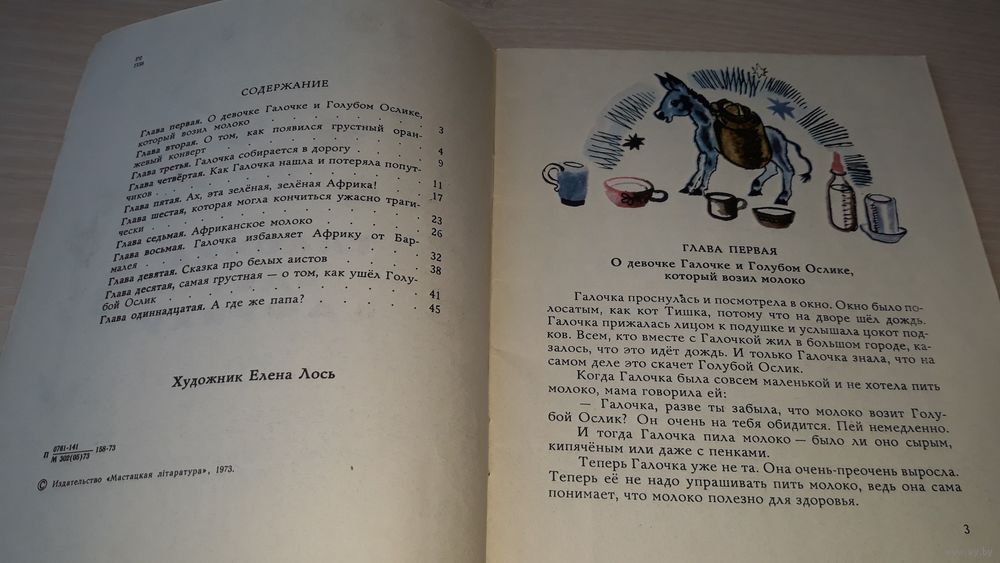 СОДЕРЖАНИЕ
Глава первая. О девочке Галочке и Голубом Ослике,
который возил молоко 3
Глава вторая. О том, как появился грустный оран-
жевый конверт 4
Глава третья. Галочка собирается в дорогу 9
Глава четвёртая. Как Галочка нашла и потеряла попут-
чиков 11
Глава пятая. Ах, эта зелёная, зелёная Африка! 17
Глава шестая, которая могла кончиться ужасно траги-
чески 23
Глава седьмая. Африканское молоко 26
Глава восьмая. Галочка избавляет Африку от Бар-
малея 32
Глава девятая. Сказка про белых аистов 38
Глава десятая, самая грустная — о том, как ушёл Голу-
бой Ослик 41
Глава одиннадцатая. А где же папа? 45
Художник Елена Лось
П 0761-141 158-73
М 302(05)73
© Издательство «Мастацкая літаратура», 1973.
ГЛАВА ПЕРВАЯ
О девочке Галочке и Голубом Ослике,
который возил молоко
Галочка проснулась и посмотрела в окно. Окно было по-
лосатым, как кот Тишка, потому что на дворе шёл дождь.
Галочка прижалась лицом к подушке и услышала цокот под-
ков. Всем, кто вместе с Галочкой жил в большом городе, ка-
залось, что это идёт дождь. И только Галочка знала, что на
самом деле это скачет Голубой Ослик.
Когда Галочка была совсем маленькой и не хотела пить
молоко, мама говорила ей:
— Галочка, разве ты забыла, что молоко возит Голу-
бой Ослик? Он очень на тебя обидится. Пей немедленно.
И тогда Галочка пила молоко — было ли оно сырым,
кипячёным или даже с пенками.
Теперь Галочка уже не та. Она очень-преочень выросла.
Теперь её не надо упрашивать пить молоко, ведь она сама
понимает, что молоко полезно для здоровья.
3